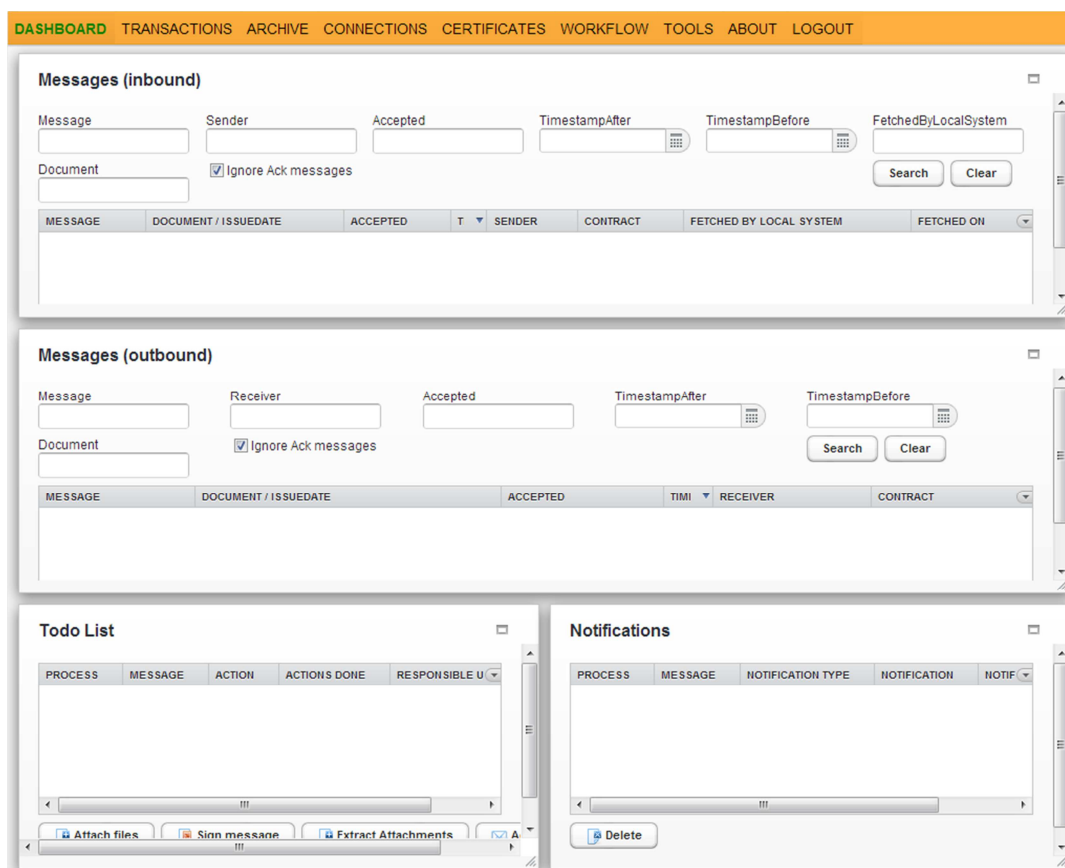 DASHBOARD TRANSACTIONS ARCHIVE CONNECTIONS CERTIFICATES WORKFLOW TOOLS ABOUT LOGOUT
Messages (inbound)
Message Sender Accepted TimestampAfter TimestampBefore FetchedByLocalSystem
Document Ignore Ack messages Search Clear
MESSAGE DOCUMENT / ISSUEDATE ACCEPTED T SENDER CONTRACT FETCHED BY LOCAL SYSTEM FETCHED ON
Messages (outbound)
Message Receiver Accepted TimestampAfter TimestampBefore
Document Ignore Ack messages Search Clear
MESSAGE DOCUMENT / ISSUEDATE ACCEPTED TIMI RECEIVER CONTRACT
Todo List
PROCESS MESSAGE ACTION ACTIONS DONE RESPONSIBLE U
Attach files Sign message Extract Attachments A
Notifications
PROCESS MESSAGE NOTIFICATION TYPE NOTIFICATION NOTIF
Delete